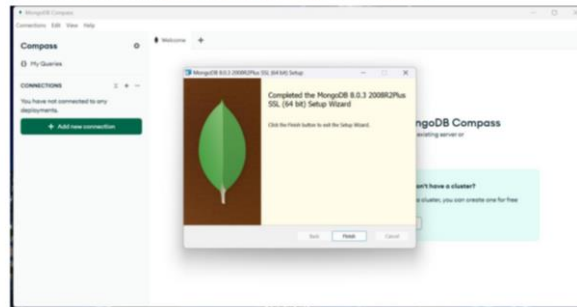 MongoDB Compass
Connections Edit View Help
Compass
My Queries
CONNECTIONS
You have not connected to any
deployments.
+ Add new connection
Welcome +
MongoDB 8.0.3 2008R2Plus SSL (64 bit) Setup
Completed the MongoDB 8.0.3 2008R2Plus
SSL (64 bit) Setup Wizard
Click the Finish button to exit the Setup Wizard.
Back Finish Cancel
ngoDB Compass
existing server or
on't have a cluster?
a cluster, you can create one for free